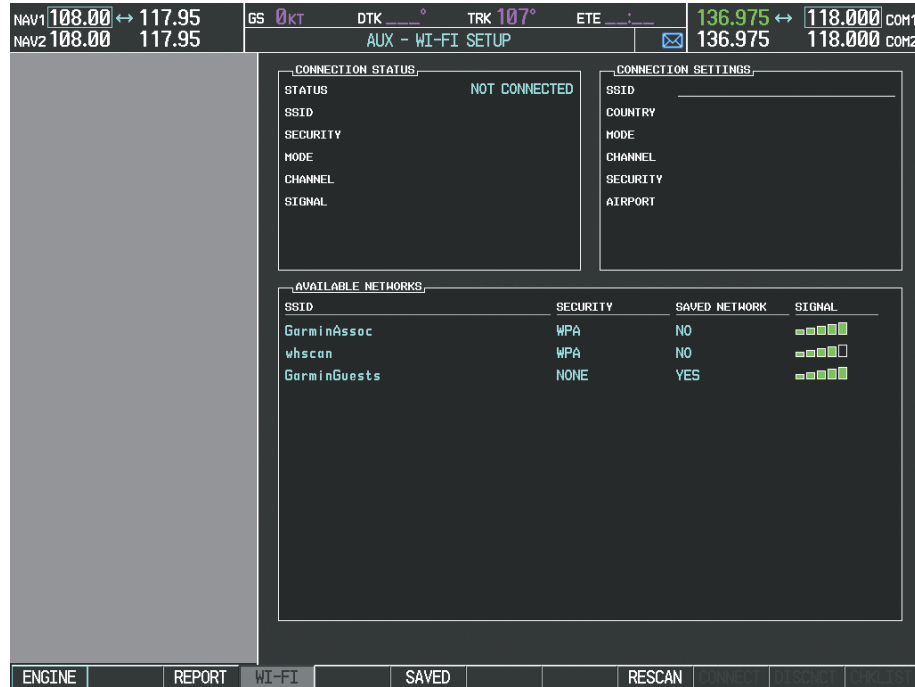 NAV1 108.00 ↔ 117.95 GS 0KT DTK ___° TRK 107° ETE __:__ 136.975 ↔ 118.000 COM1
NAV2 108.00 117.95 AUX - WI-FI SETUP 136.975 118.000 COM2
CONNECTION STATUS
STATUS NOT CONNECTED
SSID
SECURITY
MODE
CHANNEL
SIGNAL
CONNECTION SETTINGS
SSID
COUNTRY
MODE
CHANNEL
SECURITY
AIRPORT
AVAILABLE NETWORKS
SSID SECURITY SAVED NETWORK SIGNAL
GarminAssoc WPA NO
whscan WPA NO
GarminGuests NONE YES
ENGINE REPORT WI-FI SAVED RESCAN CONNECT DISCNCT CHKLIST